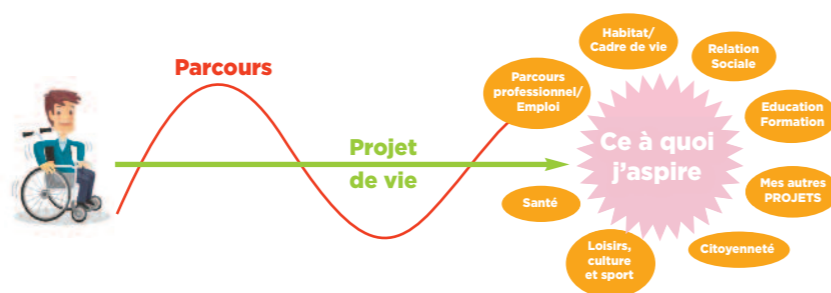 Parcours
Projet
de vie
Parcours
professionnel/
Emploi
Habitat/
Cadre de vie
Relation
Sociale
Education
Formation
Mes autres
PROJETS
Citoyenneté
Loisirs,
culture
et sport
Santé
Ce à quoi
j'aspire